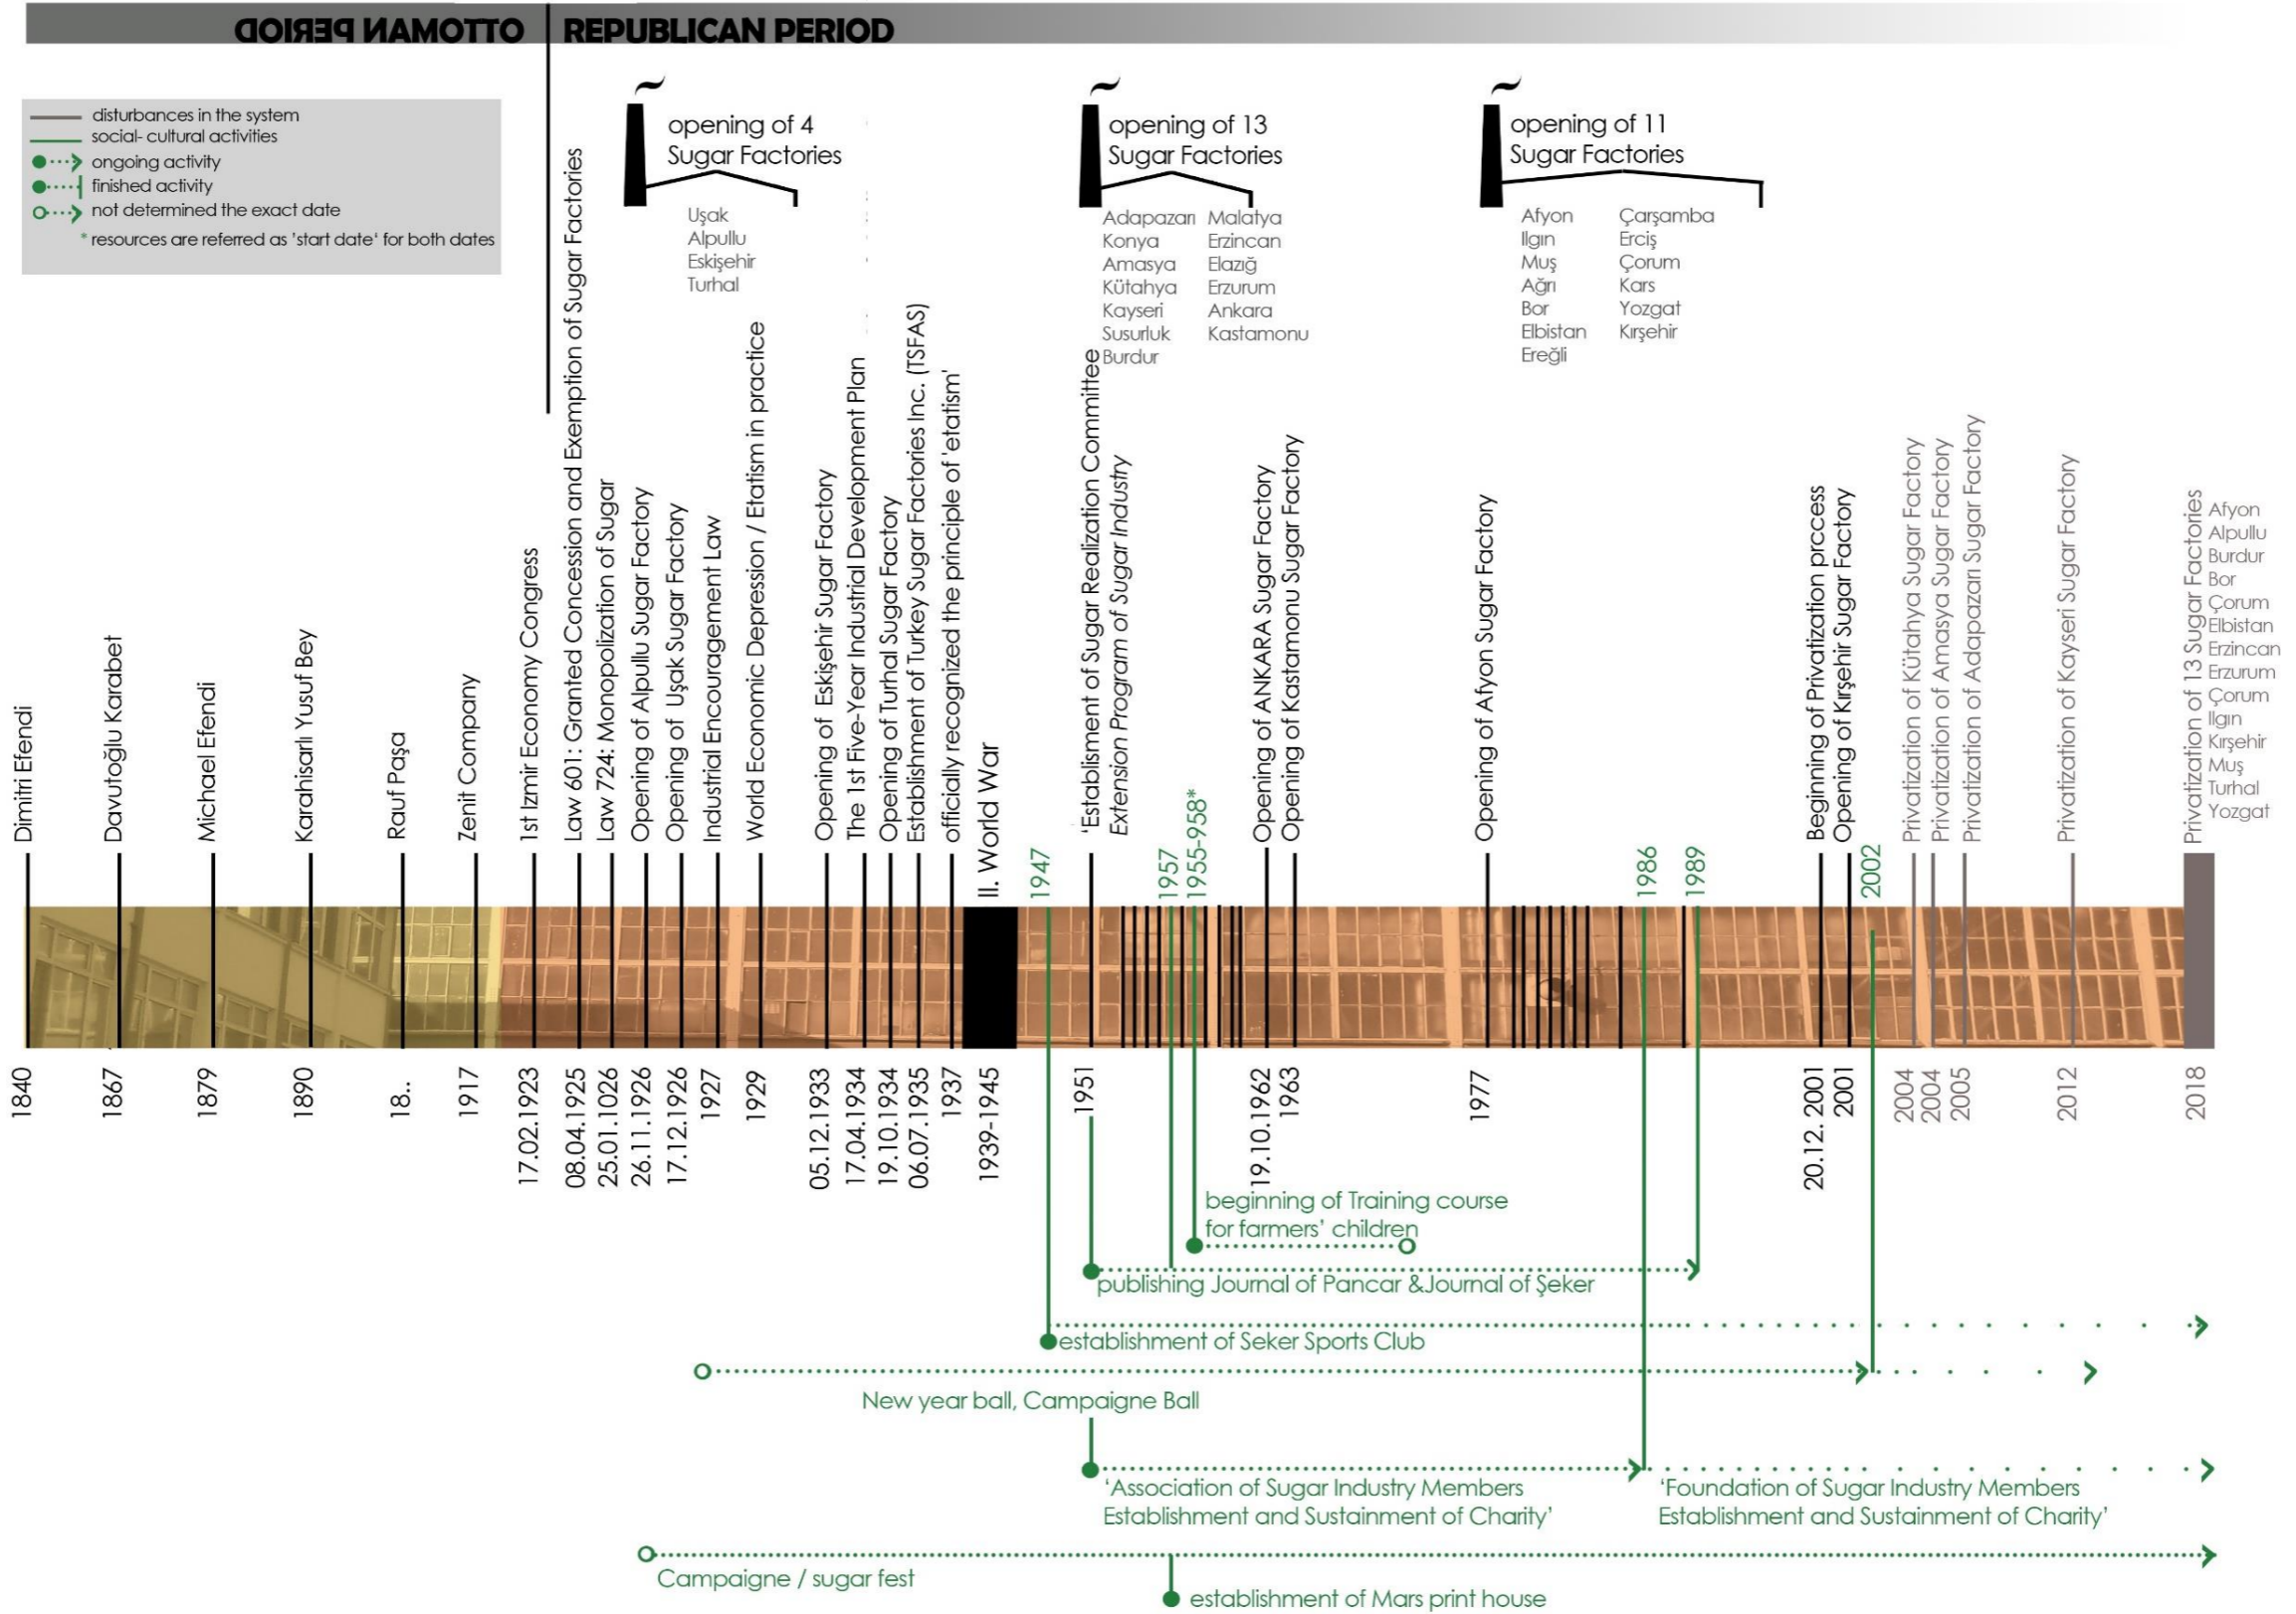 OTTOMAN PERIOD
REPUBLICAN PERIOD
disturbances in the system
social- cultural activities
ongoing activity
finished activity
not determined the exact date
* resources are referred as 'start date' for both dates
opening of 4
Sugar Factories
Uşak
Alpullu
Eskişehir
Turhal
opening of 13
Sugar Factories
Adapazarı
Konya
Amasya
Kütahya
Kayseri
Susurluk
Burdur
Malatya
Erzincan
Elazığ
Erzurum
Ankara
Kastamonu
opening of 11
Sugar Factories
Afyon
Ilgın
Muş
Ağrı
Bor
Elbistan
Ereğli
Çarşamba
Erciş
Çorum
Kars
Yozgat
Kırşehir
Dimitri Efendi
Davutoğlu Karabet
Michael Efendi
Karahisarlı Yusuf Bey
Rauf Paşa
Zenit Company
1st Izmir Economy Congress
Law 601: Granted Concession and Exemption of Sugar Factories
Law 724: Monopolization of Sugar
Opening of Alpullu Sugar Factory
Opening of Uşak Sugar Factory
Industrial Encouragement Law
World Economic Depression / Etatism in practice
Opening of Eskişehir Sugar Factory
The 1st Five-Year Industrial Development Plan
Opening of Turhal Sugar Factory
Establishment of Turkey Sugar Factories Inc. (TSFAS)
officially recognized the principle of 'etatism'
II. World War
1947
'Establisment of Sugar Realization Committee
Extension Program of Sugar Industry
1957
1955-958*
Opening of ANKARA Sugar Factory
Opening of Kastamonu Sugar Factory
Opening of Afyon Sugar Factory
1986
1989
Beginning of Privatization prccess
Opening of Kırşehir Sugar Factory
2002
Privatization of Kütahya Sugar Factory
Privatization of Amasya Sugar Factory
Privatization of Adapazarı Sugar Factory
Privatization of Kayseri Sugar Factory
Privatization of 13 Sugar Factories
Afyon
Alpullu
Burdur
Bor
Çorum
Elbistan
Erzincan
Erzurum
Çorum
Ilgın
Kırşehir
Muş
Turhal
Yozgat
1840
1867
1879
1890
18..
1917
17.02.1923
08.04.1925
25.01.1026
26.11.1926
17.12.1926
1927
1929
05.12.1933
17.04.1934
19.10.1934
06.07.1935
1937
1939-1945
1951
19.10.1962
1963
1977
20.12. 2001
2001
2004
2004
2005
2012
2018
beginning of Training course
for farmers' children
publishing Journal of Pancar &Journal of Şeker
establishment of Seker Sports Club
New year ball, Campaigne Ball
'Association of Sugar Industry Members
Establishment and Sustainment of Charity'
'Foundation of Sugar Industry Members
Establishment and Sustainment of Charity'
Campaigne / sugar fest
establishment of Mars print house